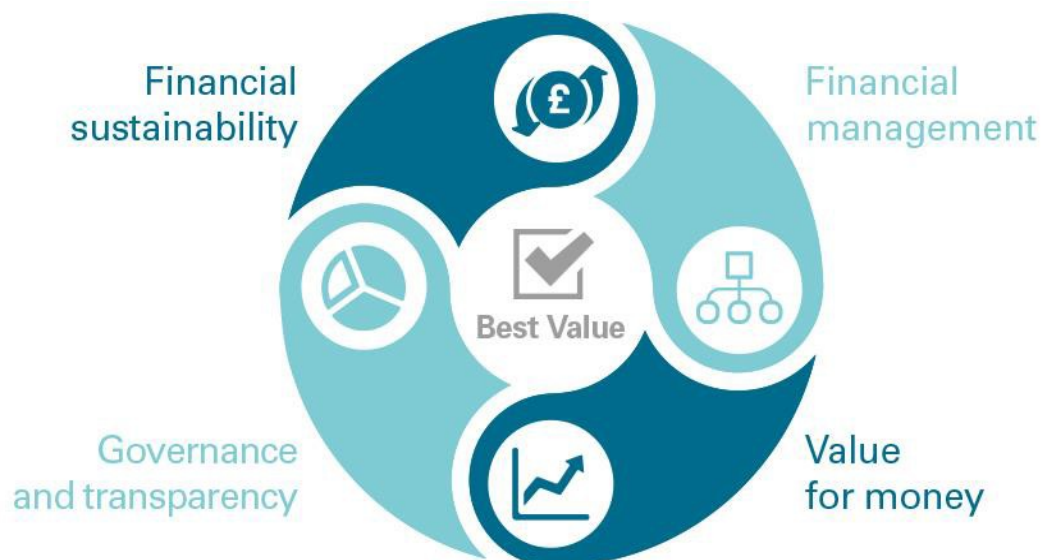 Financial
sustainability
Financial
management
£
Best Value
Governance
and transparency
Value
for money